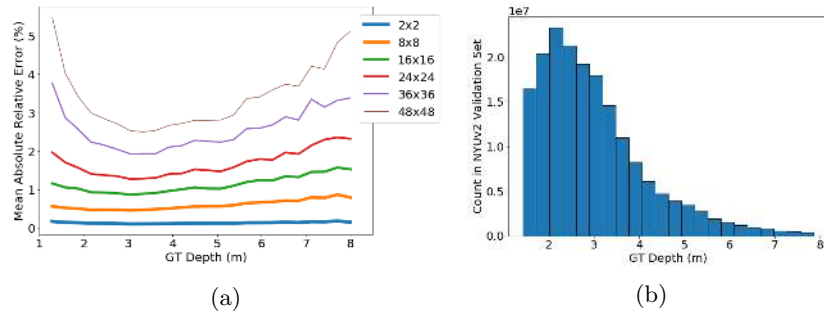 Mean Absolute Relative Error (%)
5
4
3
2
1
0
1 2 3 4 5 6 7 8
GT Depth (m)
2x2
8x8
16x16
24x24
36x36
48x48
(a)
1e7
Count in NYUv2 Validation Set
2.0
1.5
1.0
0.5
0.0
2 3 4 5 6 7 8
GT Depth (m)
(b)